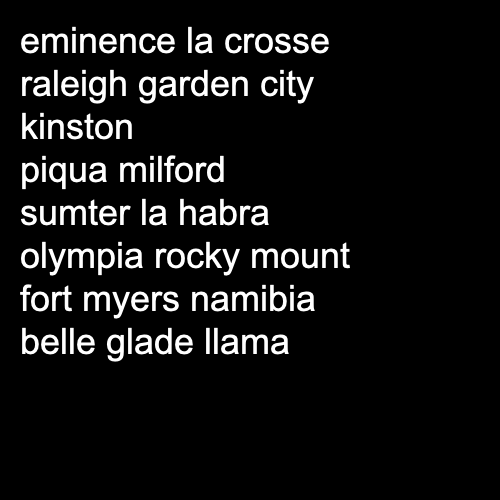 eminence la crosse
raleigh garden city
kinston
piqua milford
sumter la habra
olympia rocky mount
fort myers namibia
belle glade llama